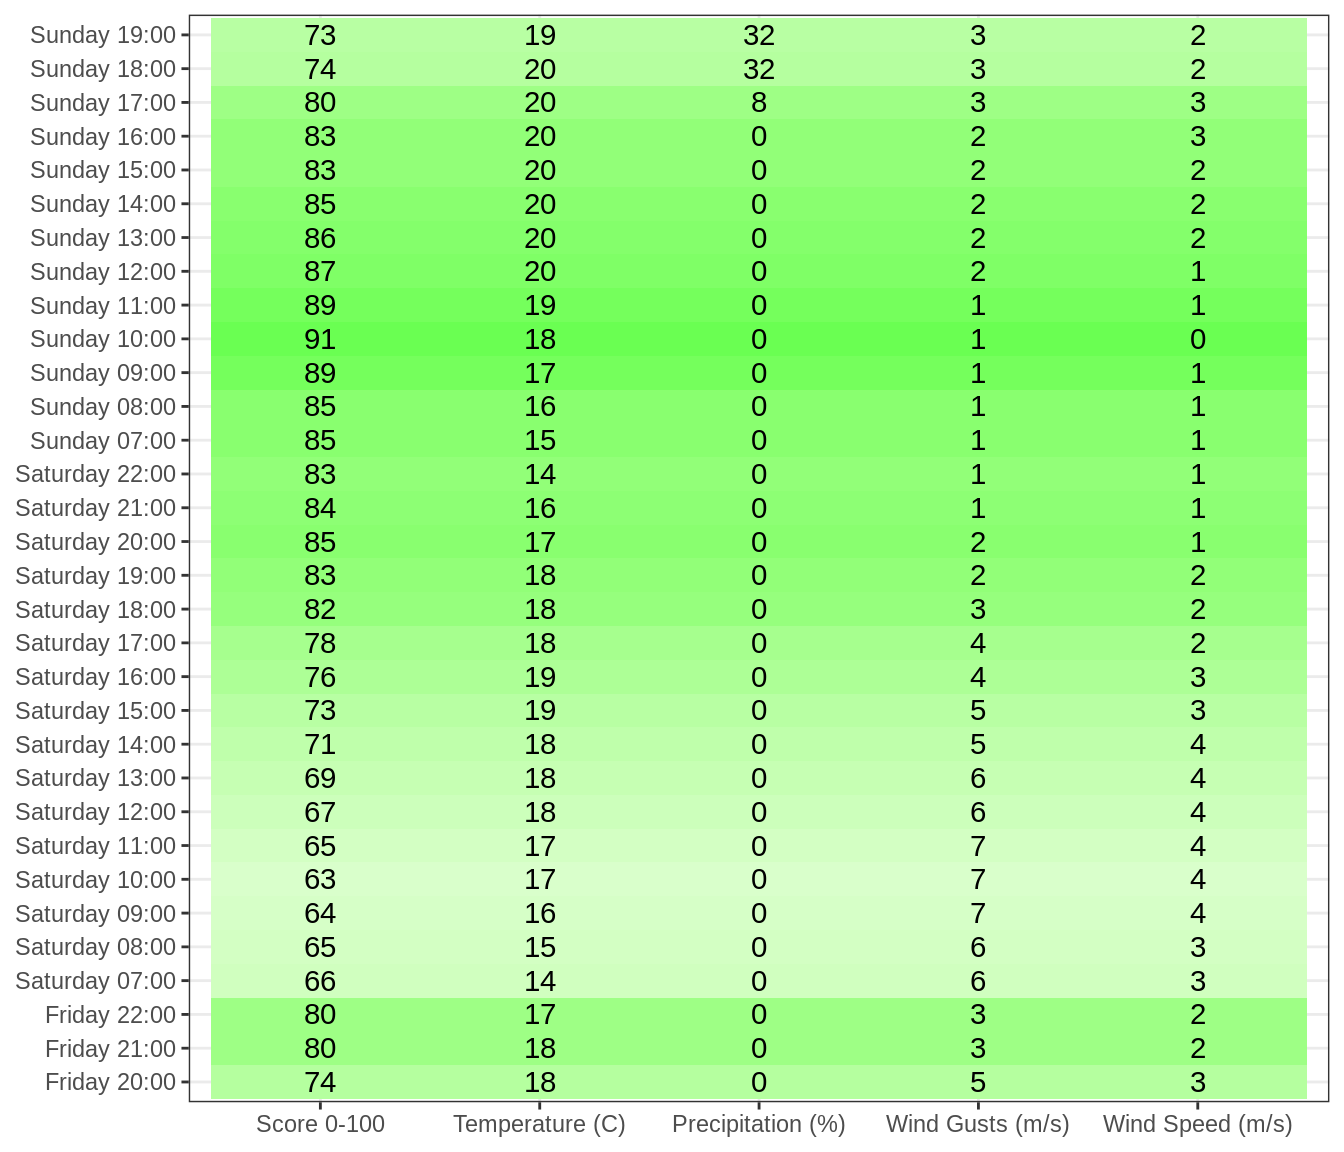 Sunday 19:00 73 19 32 3 2
Sunday 18:00 74 20 32 3 2
Sunday 17:00 80 20 8 3 3
Sunday 16:00 83 20 0 2 3
Sunday 15:00 83 20 0 2 2
Sunday 14:00 85 20 0 2 2
Sunday 13:00 86 20 0 2 2
Sunday 12:00 87 20 0 2 1
Sunday 11:00 89 19 0 1 1
Sunday 10:00 91 18 0 1 0
Sunday 09:00 89 17 0 1 1
Sunday 08:00 85 16 0 1 1
Sunday 07:00 85 15 0 1 1
Saturday 22:00 83 14 0 1 1
Saturday 21:00 84 16 0 1 1
Saturday 20:00 85 17 0 2 1
Saturday 19:00 83 18 0 2 2
Saturday 18:00 82 18 0 3 2
Saturday 17:00 78 18 0 4 2
Saturday 16:00 76 19 0 4 3
Saturday 15:00 73 19 0 5 3
Saturday 14:00 71 18 0 5 4
Saturday 13:00 69 18 0 6 4
Saturday 12:00 67 18 0 6 4
Saturday 11:00 65 17 0 7 4
Saturday 10:00 63 17 0 7 4
Saturday 09:00 64 16 0 7 4
Saturday 08:00 65 15 0 6 3
Saturday 07:00 66 14 0 6 3
Friday 22:00 80 17 0 3 2
Friday 21:00 80 18 0 3 2
Friday 20:00 74 18 0 5 3
Score 0-100 Temperature (C) Precipitation (%) Wind Gusts (m/s) Wind Speed (m/s)